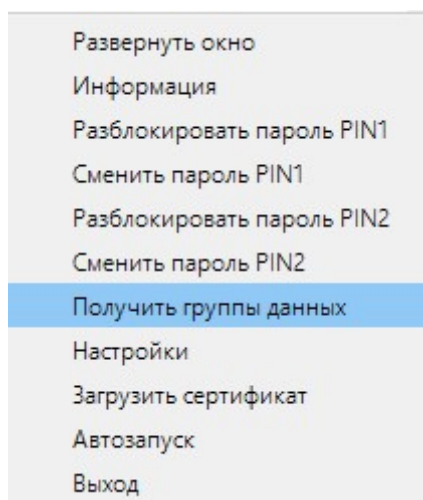 Развернуть окно
Информация
Разблокировать пароль PIN1
Сменить пароль PIN1
Разблокировать пароль PIN2
Сменить пароль PIN2
Получить группы данных
Настройки
Загрузить сертификат
Автозапуск
Выход